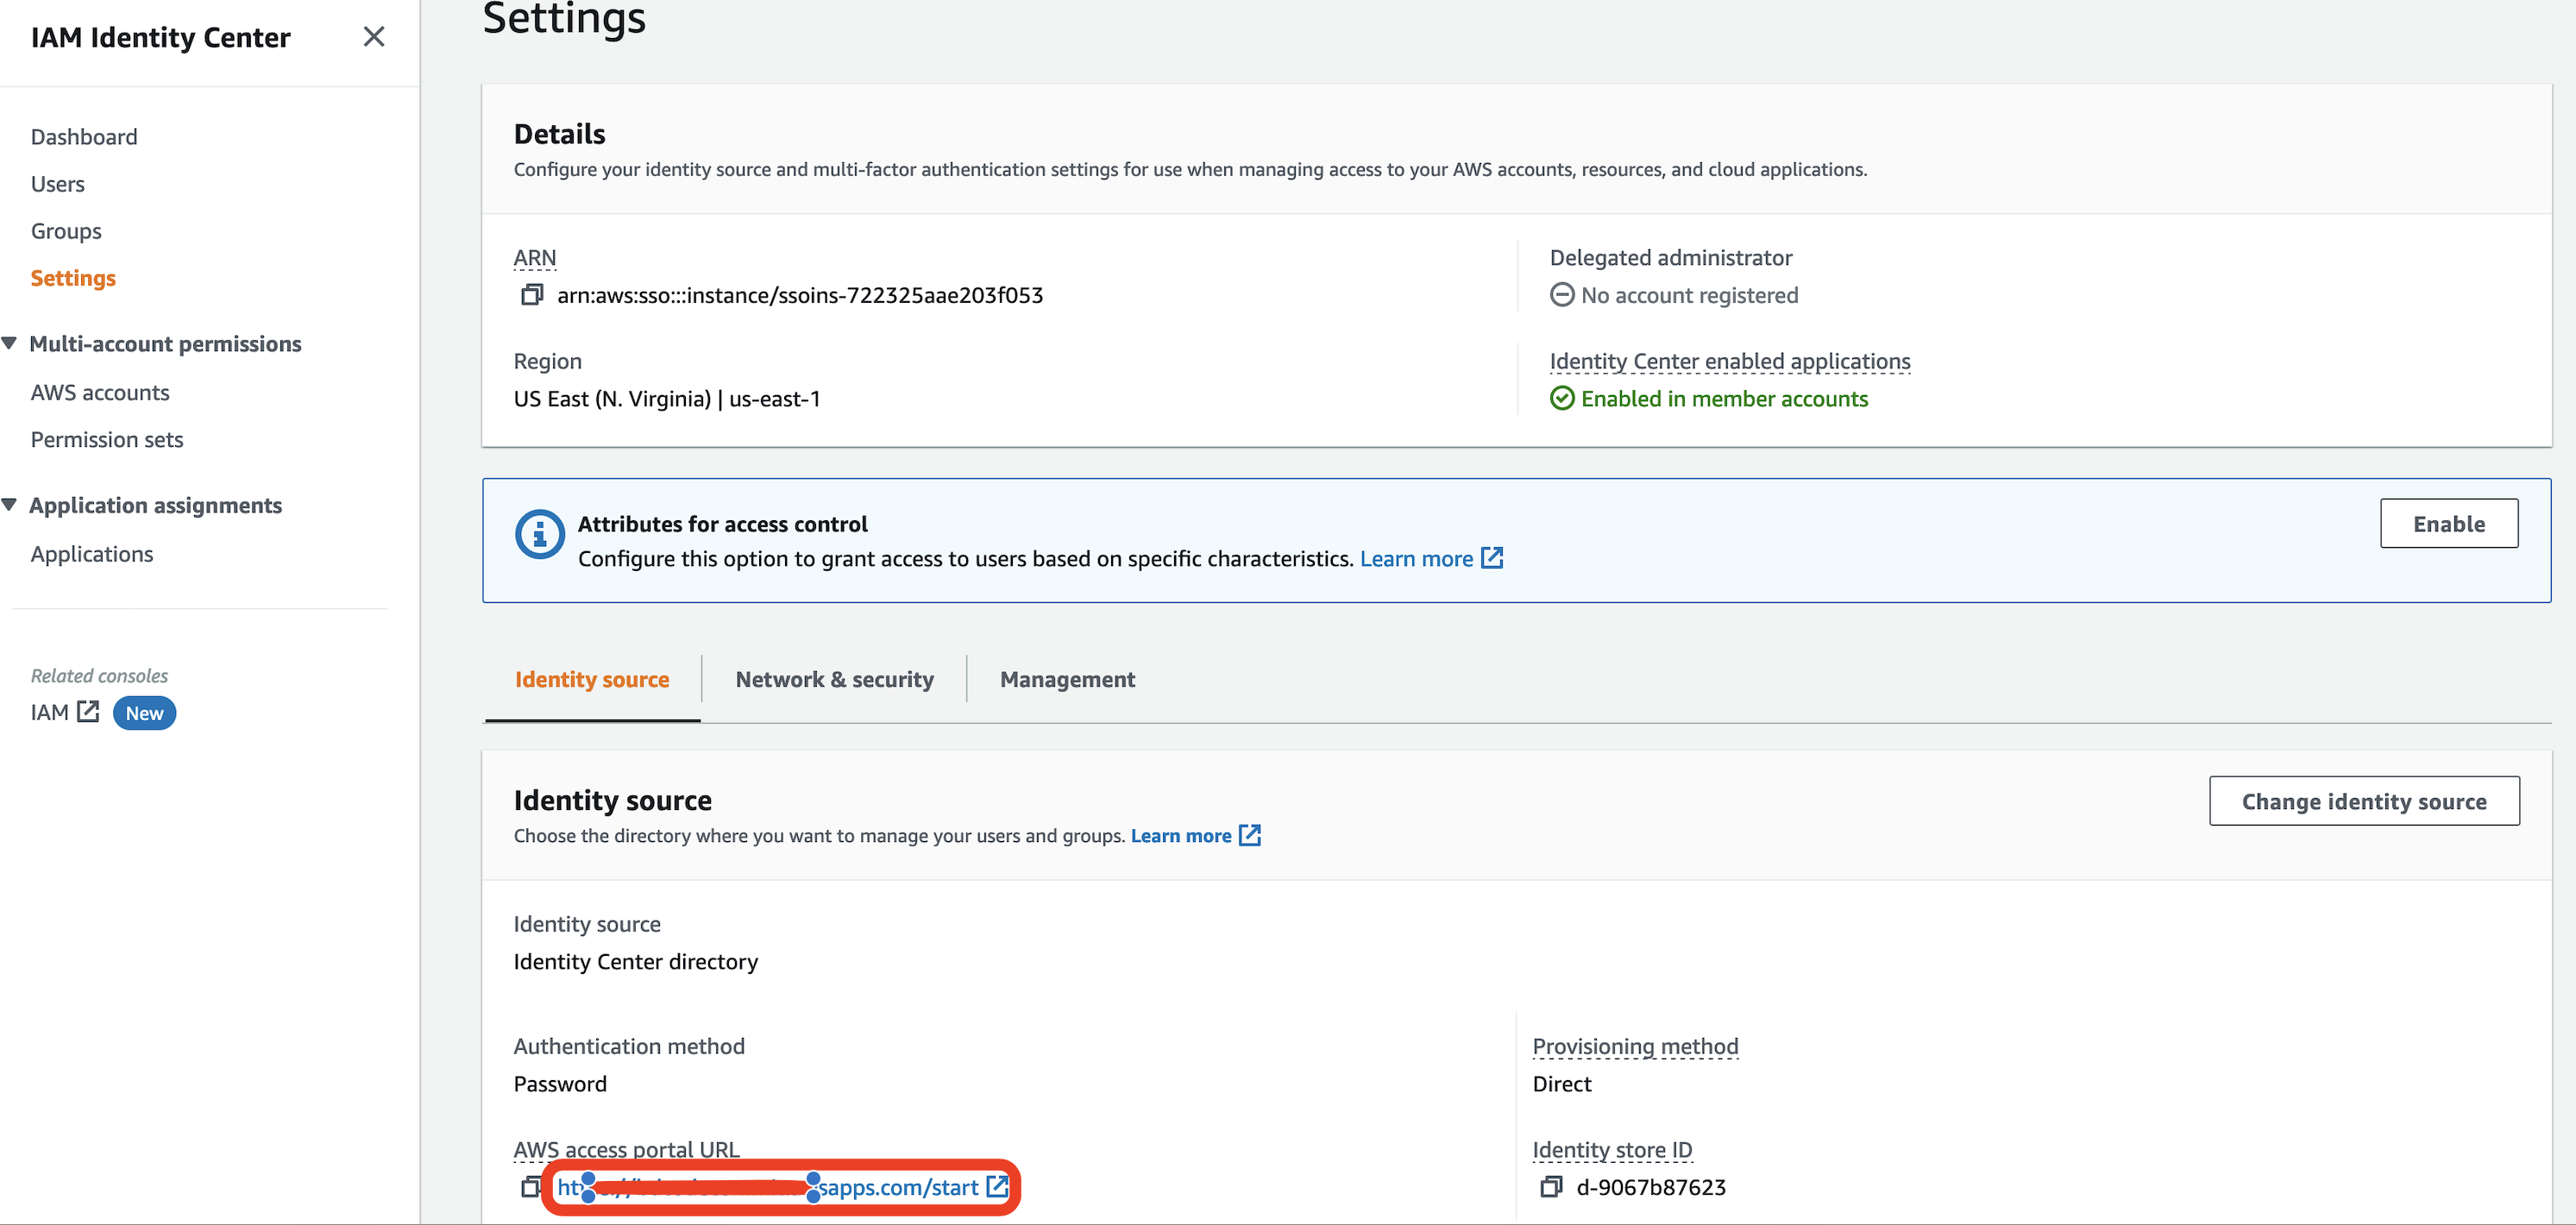 IAM Identity Center
Dashboard
Users
Groups
Settings
Multi-account permissions
AWS accounts
Permission sets
Application assignments
Applications
Related consoles
IAM New
Settings
Details
Configure your identity source and multi-factor authentication settings for use when managing access to your AWS accounts, resources, and cloud applications.
ARN
arn:aws:sso:::instance/ssoins-722325aae203f053
Delegated administrator
No account registered
Region
US East (N. Virginia) | us-east-1
Identity Center enabled applications
Enabled in member accounts
Attributes for access control
Configure this option to grant access to users based on specific characteristics. Learn more
Enable
Identity source
Network & security
Management
Identity source
Choose the directory where you want to manage your users and groups. Learn more
Change identity source
Identity source
Identity Center directory
Authentication method
Password
Provisioning method
Direct
AWS access portal URL
sapps.com/start
Identity store ID
d-9067b87623